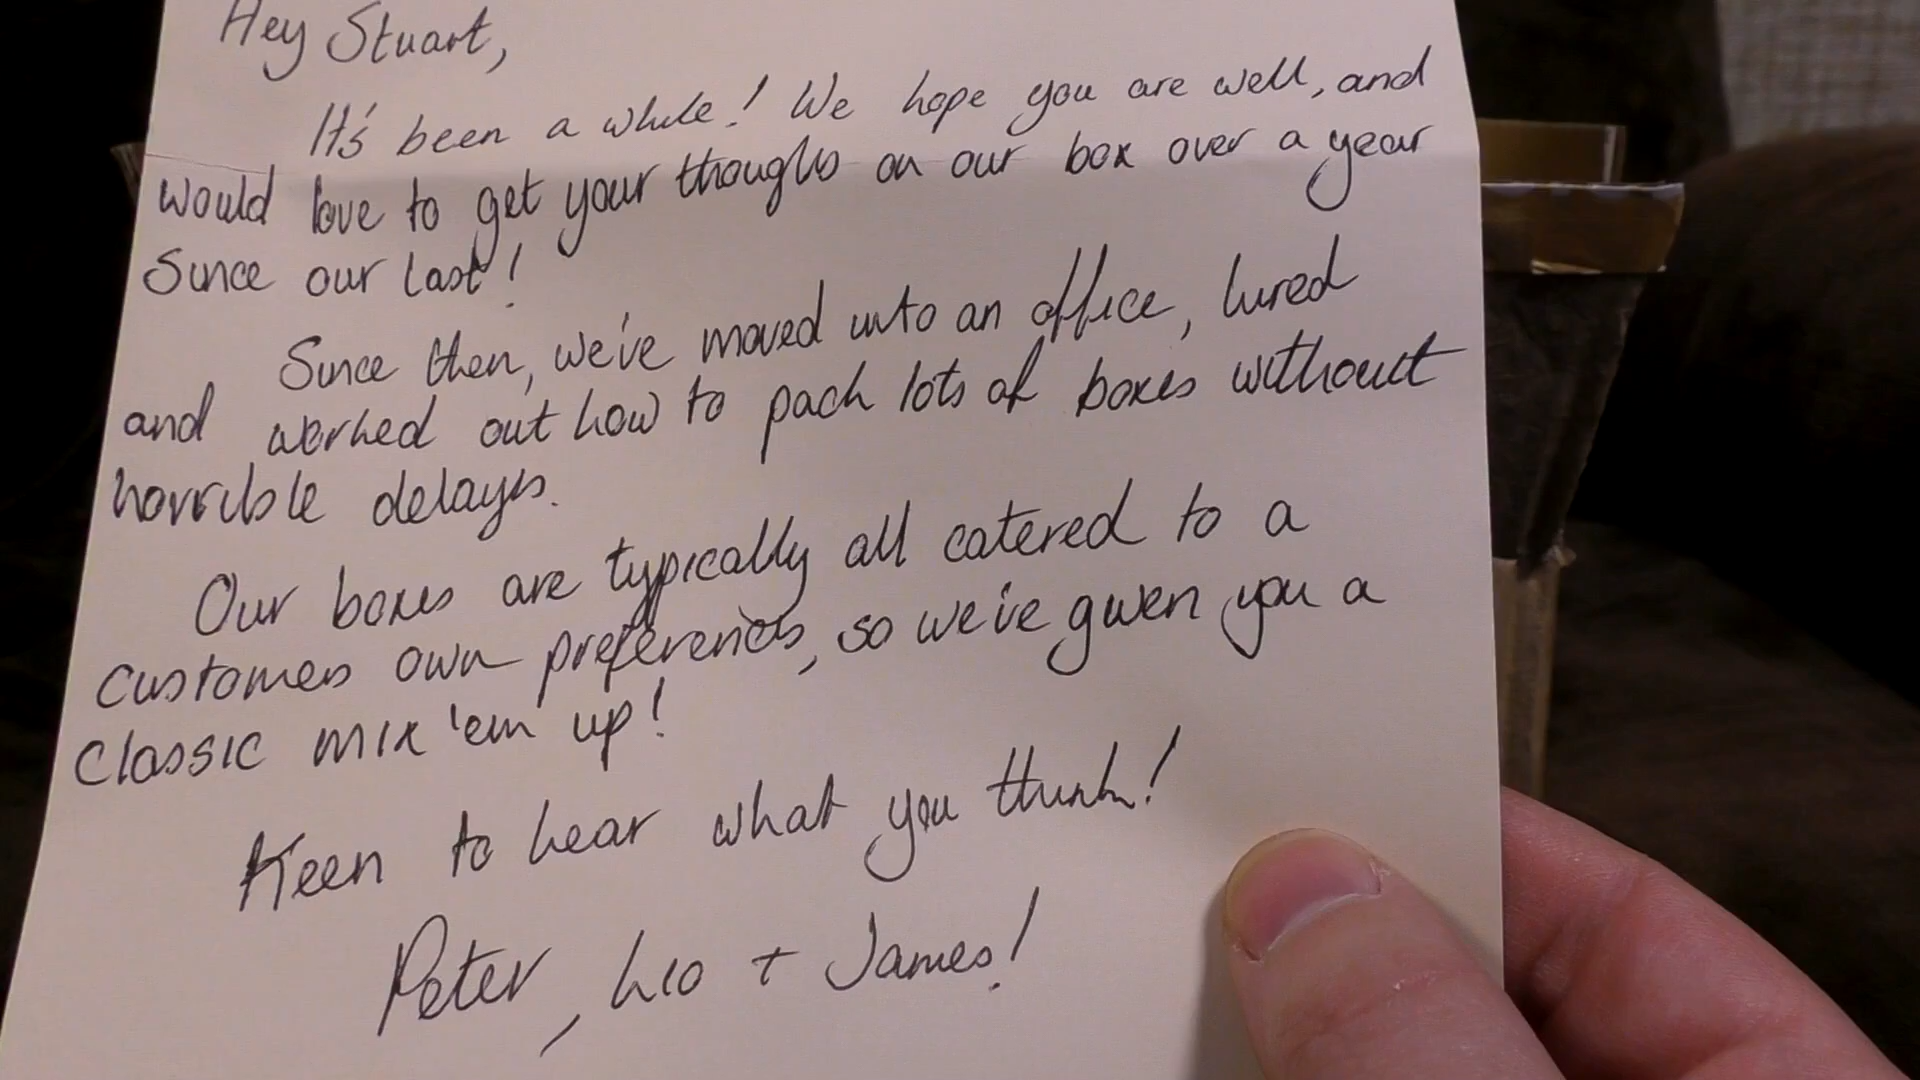 Hey Stuart,
It's been a while! We hope you are well, and
would love to get your thoughts on our box over a year
Since our last!
Since then, we've moved into an office, hired
and worked out how to pack lots of boxes without
horrible delays.
Our boxes are typically all catered to a
customers own preferences, so we've given you a
classic mix 'em up!
Keen to hear what you think!
Peter, Lio + James!